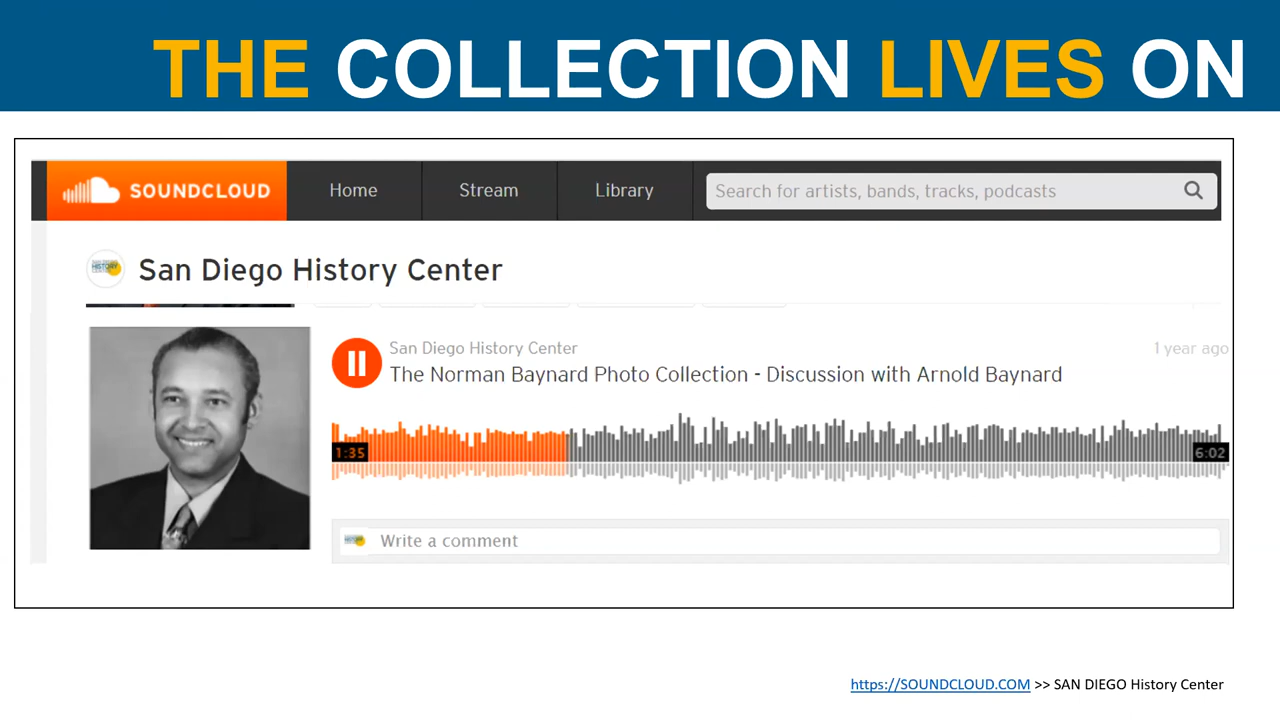 THE COLLECTION LIVES ON
SOUNDCLOUD Home Stream Library Search for artists, bands, tracks, podcasts
HISTORY San Diego History Center
San Diego History Center 1 year ago
The Norman Baynard Photo Collection - Discussion with Arnold Baynard
1:35 6:02
HISTORY Write a comment
https://SOUNDCLOUD.COM >> SAN DIEGO History Center